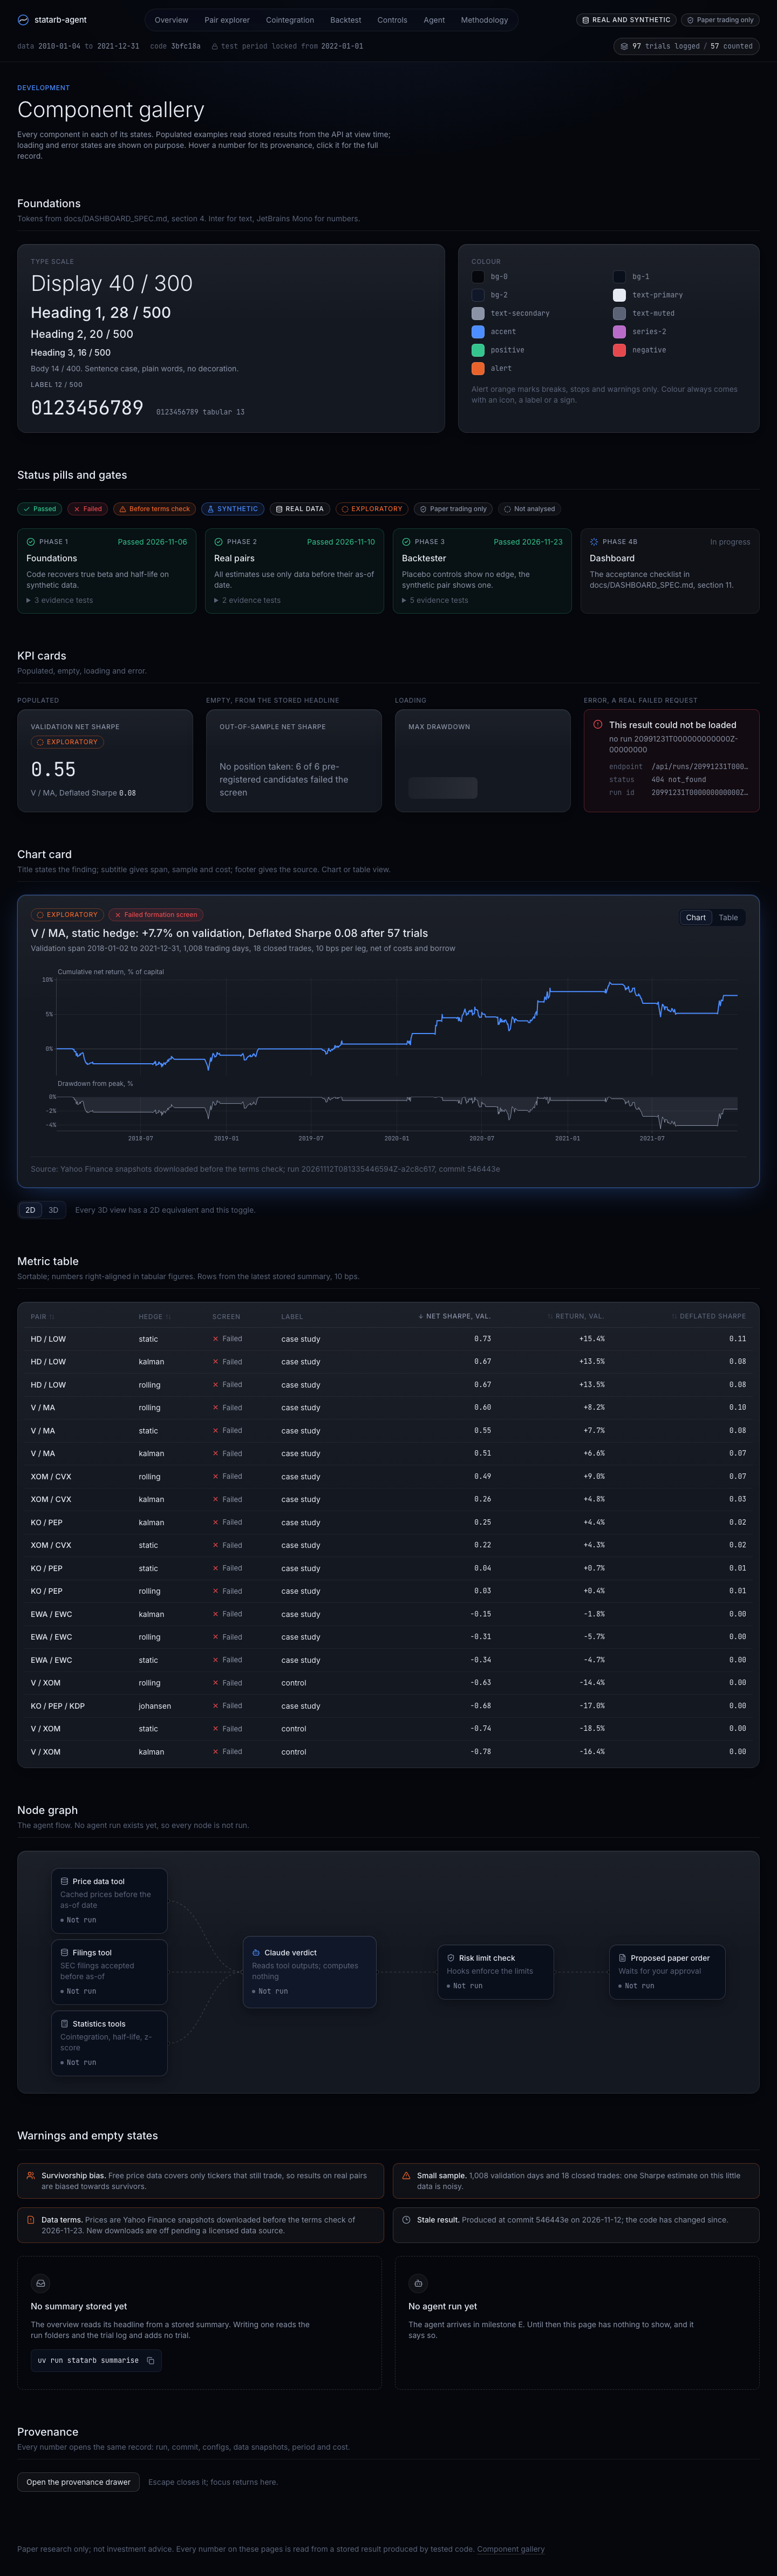 statarb-agent
Overview Pair explorer Cointegration Backtest Controls Agent Methodology
REAL AND SYNTHETIC
Paper trading only
data 2010-01-04 to 2021-12-31 code 3bfc18a test period locked from 2022-01-01
97 trials logged / 57 counted
DEVELOPMENT
Component gallery
Every component in each of its states. Populated examples read stored results from the API at view time;
loading and error states are shown on purpose. Hover a number for its provenance, click it for the full
record.
Foundations
Tokens from docs/DASHBOARD_SPEC.md, section 4. Inter for text, JetBrains Mono for numbers.
TYPE SCALE
Display 40 / 300
Heading 1, 28 / 500
Heading 2, 20 / 500
Heading 3, 16 / 500
Body 14 / 400. Sentence case, plain words, no decoration.
LABEL 12 / 500
0123456789 0123456789 tabular 13
COLOUR
bg-0 bg-1
bg-2 text-primary
text-secondary text-muted
accent series-2
positive negative
alert
Alert orange marks breaks, stops and warnings only. Colour always comes
with an icon, a label or a sign.
Status pills and gates
Passed Failed Before terms check SYNTHETIC REAL DATA EXPLORATORY Paper trading only Not analysed
PHASE 1 Passed 2026-11-06
Foundations
Code recovers true beta and half-life on
synthetic data.
3 evidence tests
PHASE 2 Passed 2026-11-10
Real pairs
All estimates use only data before their as-of
date.
2 evidence tests
PHASE 3 Passed 2026-11-23
Backtester
Placebo controls show no edge, the
synthetic pair shows one.
5 evidence tests
PHASE 4B In progress
Dashboard
The acceptance checklist in
docs/DASHBOARD_SPEC.md, section 11.
KPI cards
Populated, empty, loading and error.
POPULATED
VALIDATION NET SHARPE
EXPLORATORY
0.55
V / MA, Deflated Sharpe 0.08
EMPTY, FROM THE STORED HEADLINE
OUT-OF-SAMPLE NET SHARPE
No position taken: 6 of 6 pre-
registered candidates failed the
screen
LOADING
MAX DRAWDOWN
ERROR, A REAL FAILED REQUEST
This result could not be loaded
no run 20991231T000000000000Z-
00000000
endpoint /api/runs/20991231T000…
status 404 not_found
run id 20991231T000000000000Z…
Chart card
Title states the finding; subtitle gives span, sample and cost; footer gives the source. Chart or table view.
EXPLORATORY Failed formation screen
Chart Table
V / MA, static hedge: +7.7% on validation, Deflated Sharpe 0.08 after 57 trials
Validation span 2018-01-02 to 2021-12-31, 1,008 trading days, 18 closed trades, 10 bps per leg, net of costs and borrow
Cumulative net return, % of capital
10%
5%
0%
Drawdown from peak, %
0%
-2%
-4%
2018-07 2019-01 2019-07 2020-01 2020-07 2021-01 2021-07
Source: Yahoo Finance snapshots downloaded before the terms check; run 20261112T081335446594Z-a2c8c617, commit 546443e
2D 3D Every 3D view has a 2D equivalent and this toggle.
Metric table
Sortable; numbers right-aligned in tabular figures. Rows from the latest stored summary, 10 bps.
PAIR HEDGE SCREEN LABEL NET SHARPE, VAL. RETURN, VAL. DEFLATED SHARPE
HD / LOW static Failed case study 0.73 +15.4% 0.11
HD / LOW kalman Failed case study 0.67 +13.5% 0.08
HD / LOW rolling Failed case study 0.67 +13.5% 0.08
V / MA rolling Failed case study 0.60 +8.2% 0.10
V / MA static Failed case study 0.55 +7.7% 0.08
V / MA kalman Failed case study 0.51 +6.6% 0.07
XOM / CVX rolling Failed case study 0.49 +9.0% 0.07
XOM / CVX kalman Failed case study 0.26 +4.8% 0.03
KO / PEP kalman Failed case study 0.25 +4.4% 0.02
XOM / CVX static Failed case study 0.22 +4.3% 0.02
KO / PEP static Failed case study 0.04 +0.7% 0.01
KO / PEP rolling Failed case study 0.03 +0.4% 0.01
EWA / EWC kalman Failed case study -0.15 -1.8% 0.00
EWA / EWC rolling Failed case study -0.31 -5.7% 0.00
EWA / EWC static Failed case study -0.34 -4.7% 0.00
V / XOM rolling Failed control -0.63 -14.4% 0.00
KO / PEP / KDP johansen Failed case study -0.68 -17.0% 0.00
V / XOM static Failed control -0.74 -18.5% 0.00
V / XOM kalman Failed control -0.78 -16.4% 0.00
Node graph
The agent flow. No agent run exists yet, so every node is not run.
Price data tool
Cached prices before the
as-of date
Not run
Filings tool
SEC filings accepted
before as-of
Not run
Statistics tools
Cointegration, half-life, z-
score
Not run
Claude verdict
Reads tool outputs; computes
nothing
Not run
Risk limit check
Hooks enforce the limits
Not run
Proposed paper order
Waits for your approval
Not run
Warnings and empty states
Survivorship bias. Free price data covers only tickers that still trade, so results on real pairs
are biased towards survivors.
Small sample. 1,008 validation days and 18 closed trades: one Sharpe estimate on this little
data is noisy.
Data terms. Prices are Yahoo Finance snapshots downloaded before the terms check of
2026-11-23. New downloads are off pending a licensed data source.
Stale result. Produced at commit 546443e on 2026-11-12; the code has changed since.
No summary stored yet
The overview reads its headline from a stored summary. Writing one reads the
run folders and the trial log and adds no trial.
uv run statarb summarise
No agent run yet
The agent arrives in milestone E. Until then this page has nothing to show, and it
says so.
Provenance
Every number opens the same record: run, commit, configs, data snapshots, period and cost.
Open the provenance drawer Escape closes it; focus returns here.
Paper research only; not investment advice. Every number on these pages is read from a stored result produced by tested code. Component gallery